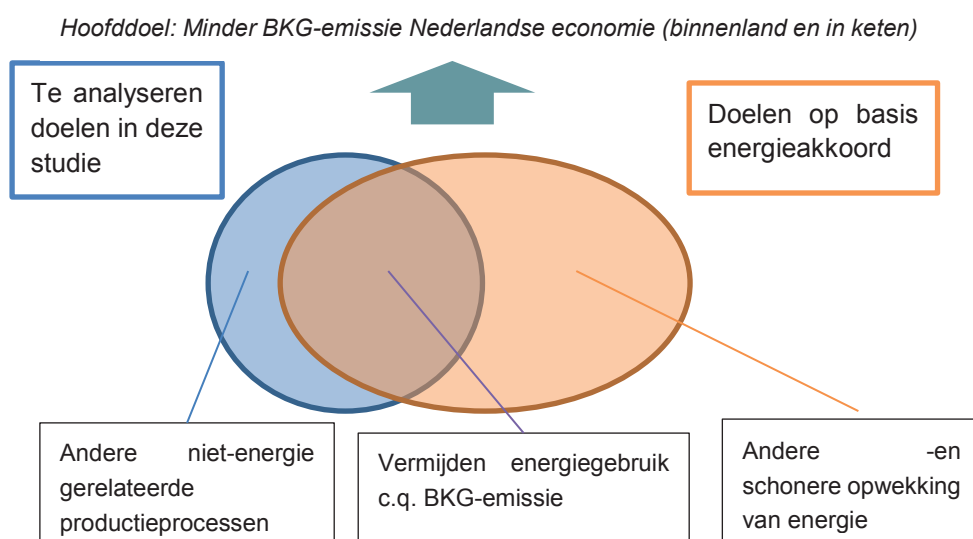 Hoofddoel: Minder BKG-emissie Nederlandse economie (binnenland en in keten)
Te analyseren
doelen in deze
studie
Doelen op basis
energieakkoord
Andere niet-energie
gerelateerde
productieprocessen
Vermijden energiegebruik
c.q. BKG-emissie
Andere -en
schonere opwekking
van energie